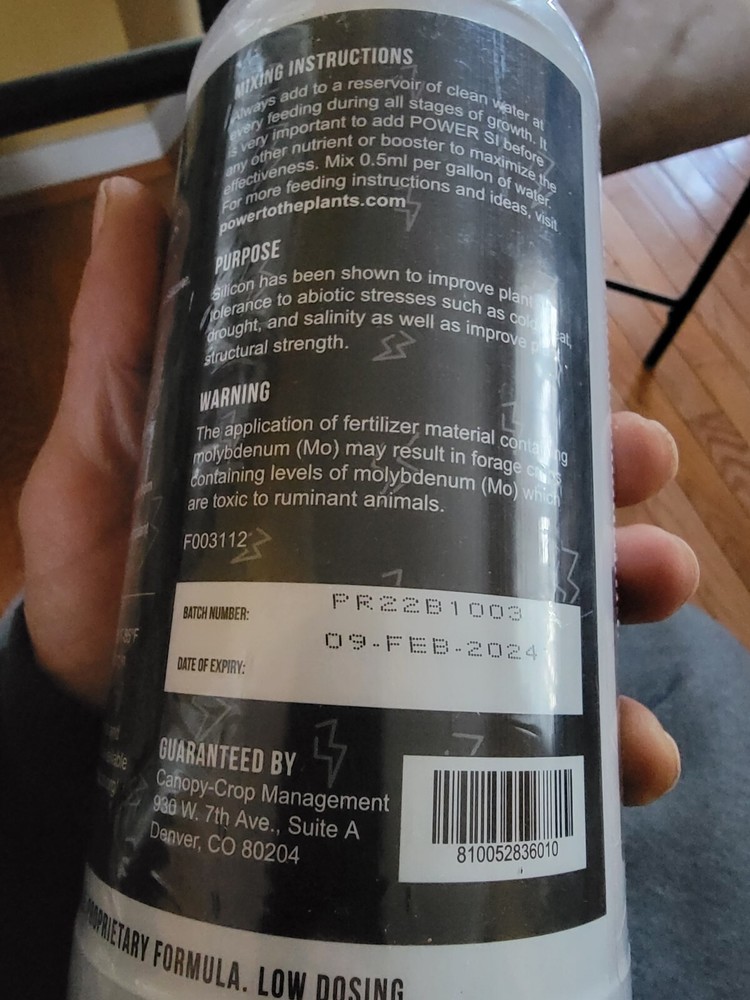 MIXING INSTRUCTIONS
Always add to a reservoir of clean water at
every feeding during all stages of growth. It
is very important to add POWER SI before
any other nutrient or booster to maximize the
effectiveness. Mix 0.5ml per gallon of water.
For more feeding instructions and ideas, visit
powertotheplants.com
PURPOSE
Silicon has been shown to improve plant
tolerance to abiotic stresses such as cold, heat,
drought, and salinity as well as improve
structural strength.
WARNING
The application of fertilizer material containing
molybdenum (Mo) may result in forage crops
containing levels of molybdenum (Mo) which
are toxic to ruminant animals.
F003112
BATCH NUMBER: PR22B1003
DATE OF EXPIRY: 09-FEB-2024
GUARANTEED BY
Canopy-Crop Management
930 W. 7th Ave., Suite A
Denver, CO 80204
810052836010
PROPRIETARY FORMULA. LOW DOSING